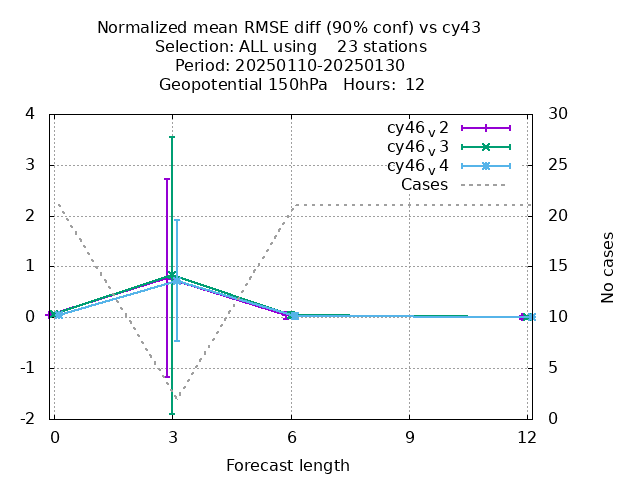 Normalized mean RMSE diff (90% conf) vs cy43
Selection: ALL using    23 stations
Period: 20250110-20250130
Geopotential 150hPa   Hours:  12
4
3
2
1
0
-1
-2
30
25
20
15
10
5
0
cy46_v2
cy46_v3
cy46_v4
Cases
No cases
0
3
6
9
12
Forecast length